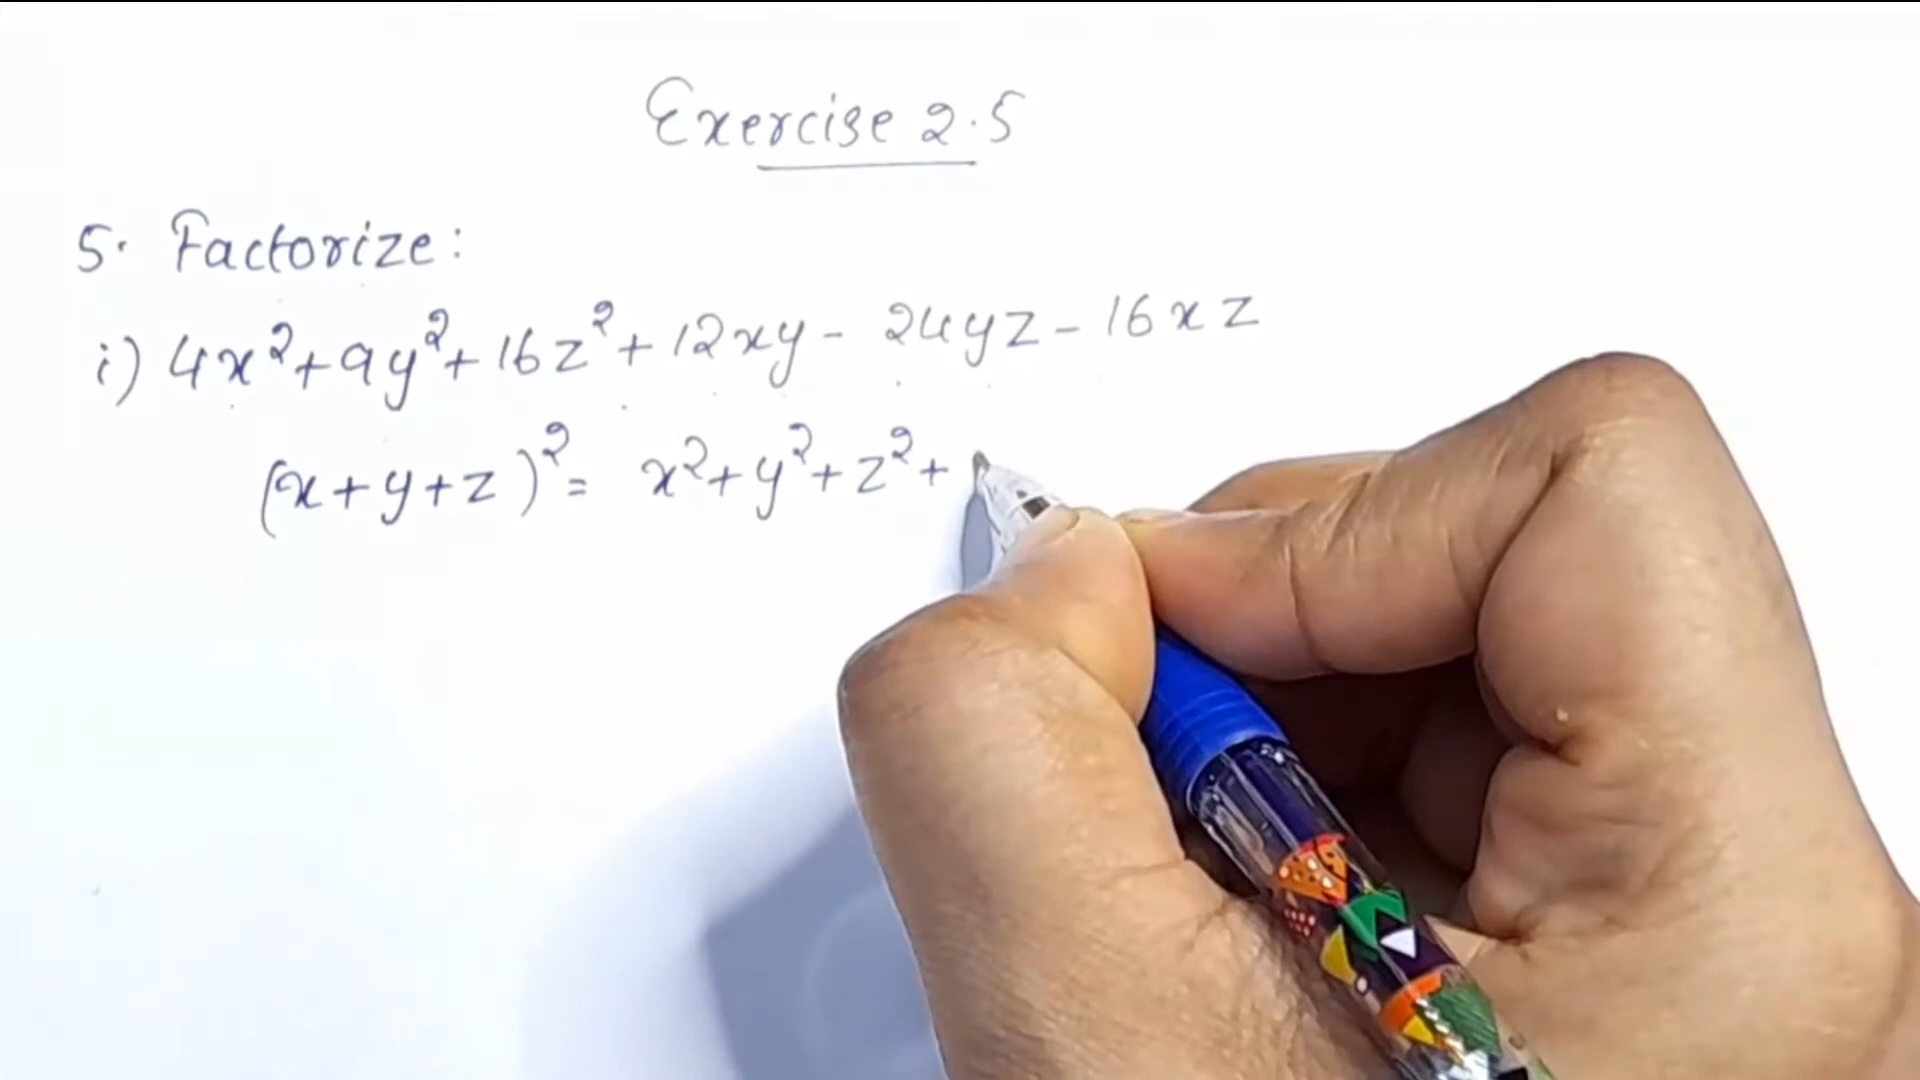 Exercise 2.5
5. Factorize:
i) 4x²+9y²+16z²+12xy- 24yz-16xz
(x+y+z)²= x²+y²+z²+